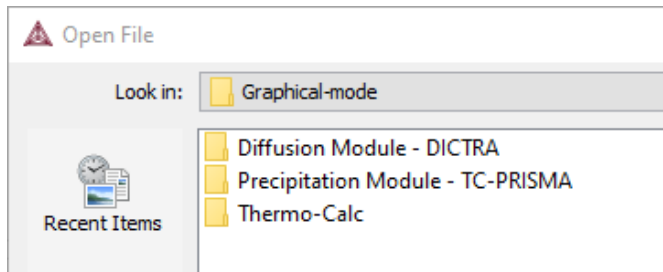 Open File
Look in: Graphical-mode
Diffusion Module - DICTRA
Precipitation Module - TC-PRISMA
Thermo-Calc
Recent Items